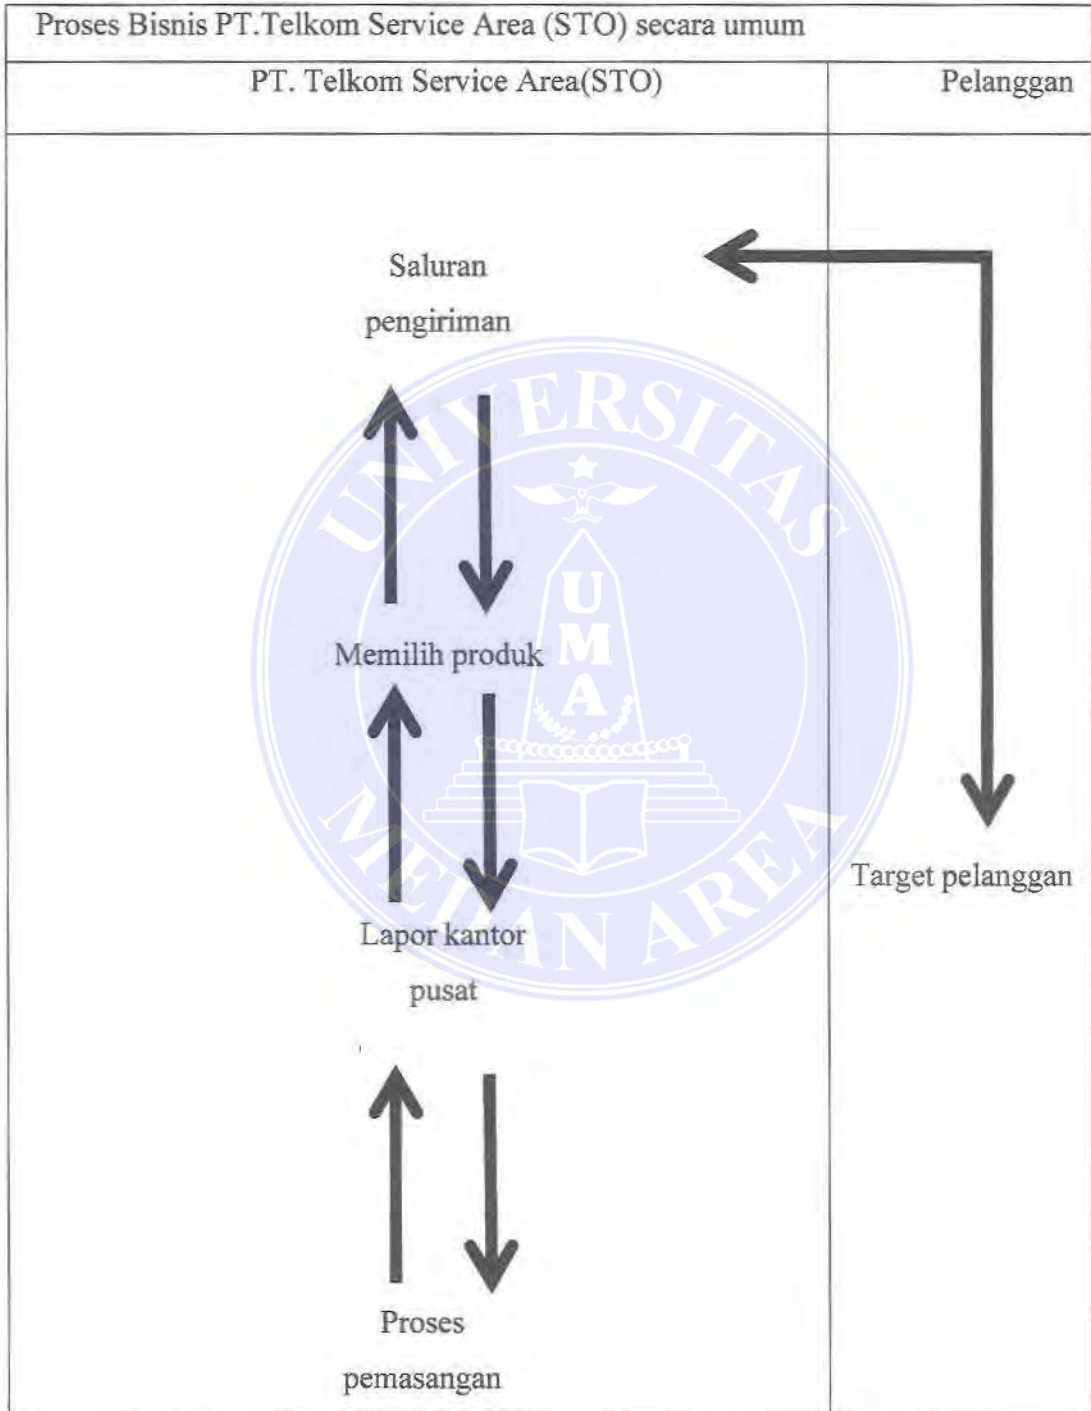 Proses Bisnis PT.Telkom Service Area (STO) secara umum
PT. Telkom Service Area(STO)
Pelanggan
Saluran
pengiriman
Memilih produk
Target pelanggan
Lapor kantor
pusat
Proses
pemasangan
UNIVERSITAS
UMA
MEDAN AREA